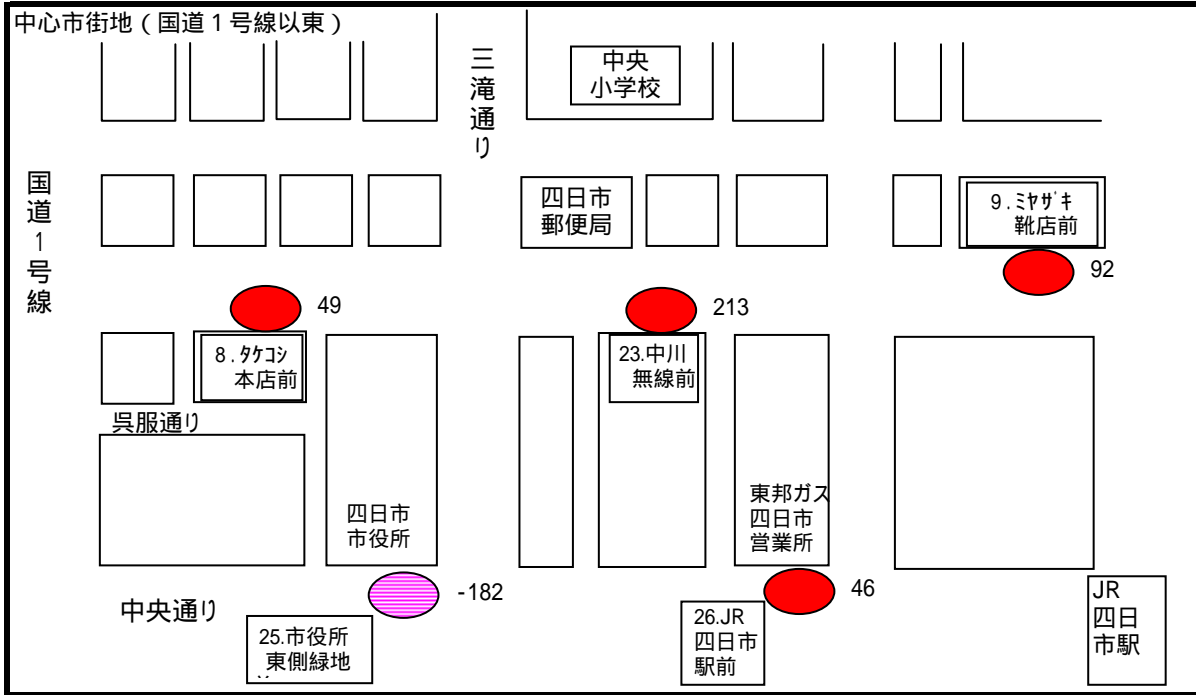 中心市街地(国道1号線以東)
三滝通り
中央
小学校
国道1号線
四日市
郵便局
9.ミヤザキ
靴店前
92
49
213
8.タケコシ
本店前
23.中川
無線前
呉服通り
四日市
市役所
東邦ガス
四日市
営業所
-182
46
中央通り
25.市役所
東側緑地
26.JR
四日市
駅前
JR
四日
市駅